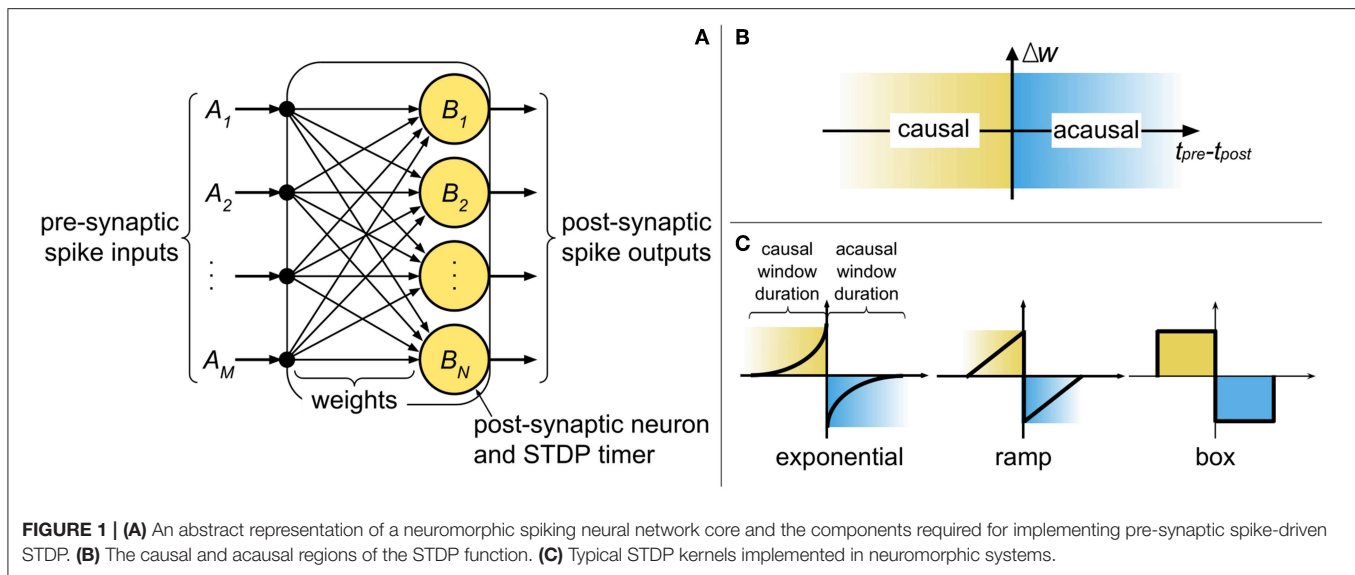 A
A1
A2
⋮
AM
pre-synaptic
spike inputs
B1
B2
⋮
BN
post-synaptic
spike outputs
weights
post-synaptic neuron
and STDP timer
B
Δw
causal
acausal
tpre-tpost
C
causal
window
duration
acausal
window
duration
exponential
ramp
box
FIGURE 1 | (A) An abstract representation of a neuromorphic spiking neural network core and the components required for implementing pre-synaptic spike-driven
STDP. (B) The causal and acausal regions of the STDP function. (C) Typical STDP kernels implemented in neuromorphic systems.